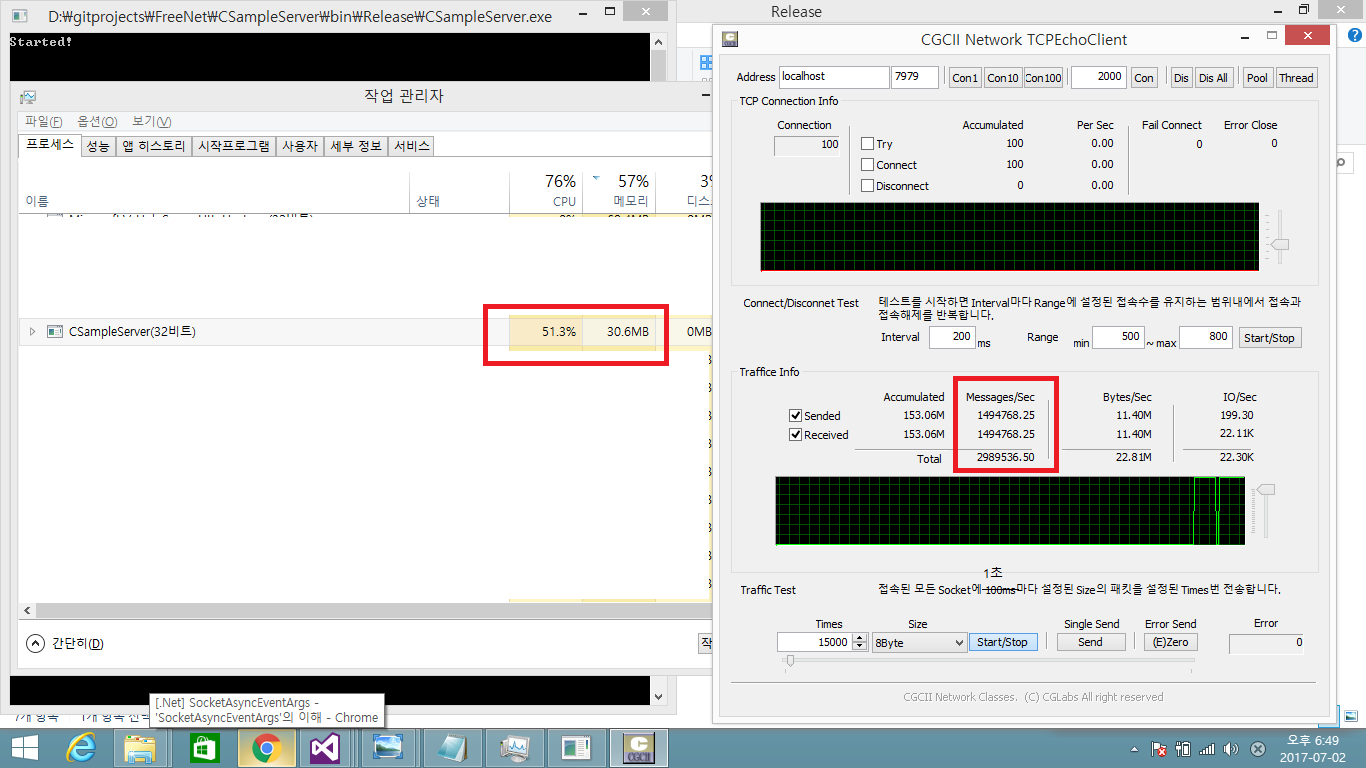 D:₩gitprojects₩FreeNet₩CSampleServer₩bin₩Release₩CSampleServer.exe
Started!
작업 관리자
파일(F) 옵션(O) 보기(V)
프로세스 성능 앱 히스토리 시작프로그램 사용자 세부 정보 서비스
76% 57% 3%
이름 상태 CPU 메모리 디스
CSampleServer(32비트) 51.3% 30.6MB 0MB
간단히(D)
작
7개 항목
1개 항목 선택
[.Net] SocketAsyncEventArgs -
'SocketAsyncEventArgs'의 이해 - Chrome
Release
CGCII Network TCPEchoClient
Address localhost 7979 Con1 Con10 Con100 2000 Con Dis Dis All Pool Thread
TCP Connection Info
Connection Accumulated Per Sec Fail Connect Error Close
100 Try 100 0.00 0 0
Connect 100 0.00
Disconnect 0 0.00
Connect/Disconnet Test 테스트를 시작하면 Interval마다 Range에 설정된 접속수를 유지하는 범위내에서 접속과
접속해제를 반복합니다.
Interval 200 ms Range min 500 ~ max 800 Start/Stop
Traffice Info
Accumulated Messages/Sec Bytes/Sec IO/Sec
Sended 153.06M 1494768.25 11.40M 199.30
Received 153.06M 1494768.25 11.40M 22.11K
Total 2989536.50 22.81M 22.30K
1초
Traffic Test 접속된 모든 Socket에 100ms마다 설정된 Size의 패킷을 설정된 Times번 전송합니다.
Times Size Single Send Error Send Error
15000 8Byte Start/Stop Send (E)Zero 0
CGCII Network Classes. (C) CGLabs All right reserved
CGCII
오후 6:49
2017-07-02